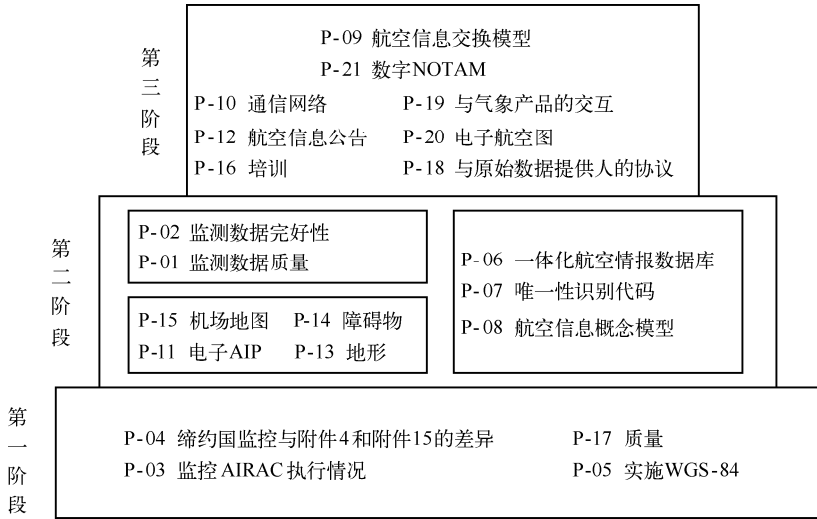 第三阶段
P-09 航空信息交换模型
P-21 数字NOTAM
P-10 通信网络 P-19 与气象产品的交互
P-12 航空信息公告 P-20 电子航空图
P-16 培训 P-18 与原始数据提供人的协议
第二阶段
P-02 监测数据完好性
P-01 监测数据质量
P-15 机场地图 P-14 障碍物
P-11 电子AIP P-13 地形
P-06 一体化航空情报数据库
P-07 唯一性识别代码
P-08 航空信息概念模型
第一阶段
P-04 缔约国监控与附件4和附件15的差异 P-17 质量
P-03 监控AIRAC执行情况 P-05 实施WGS-84